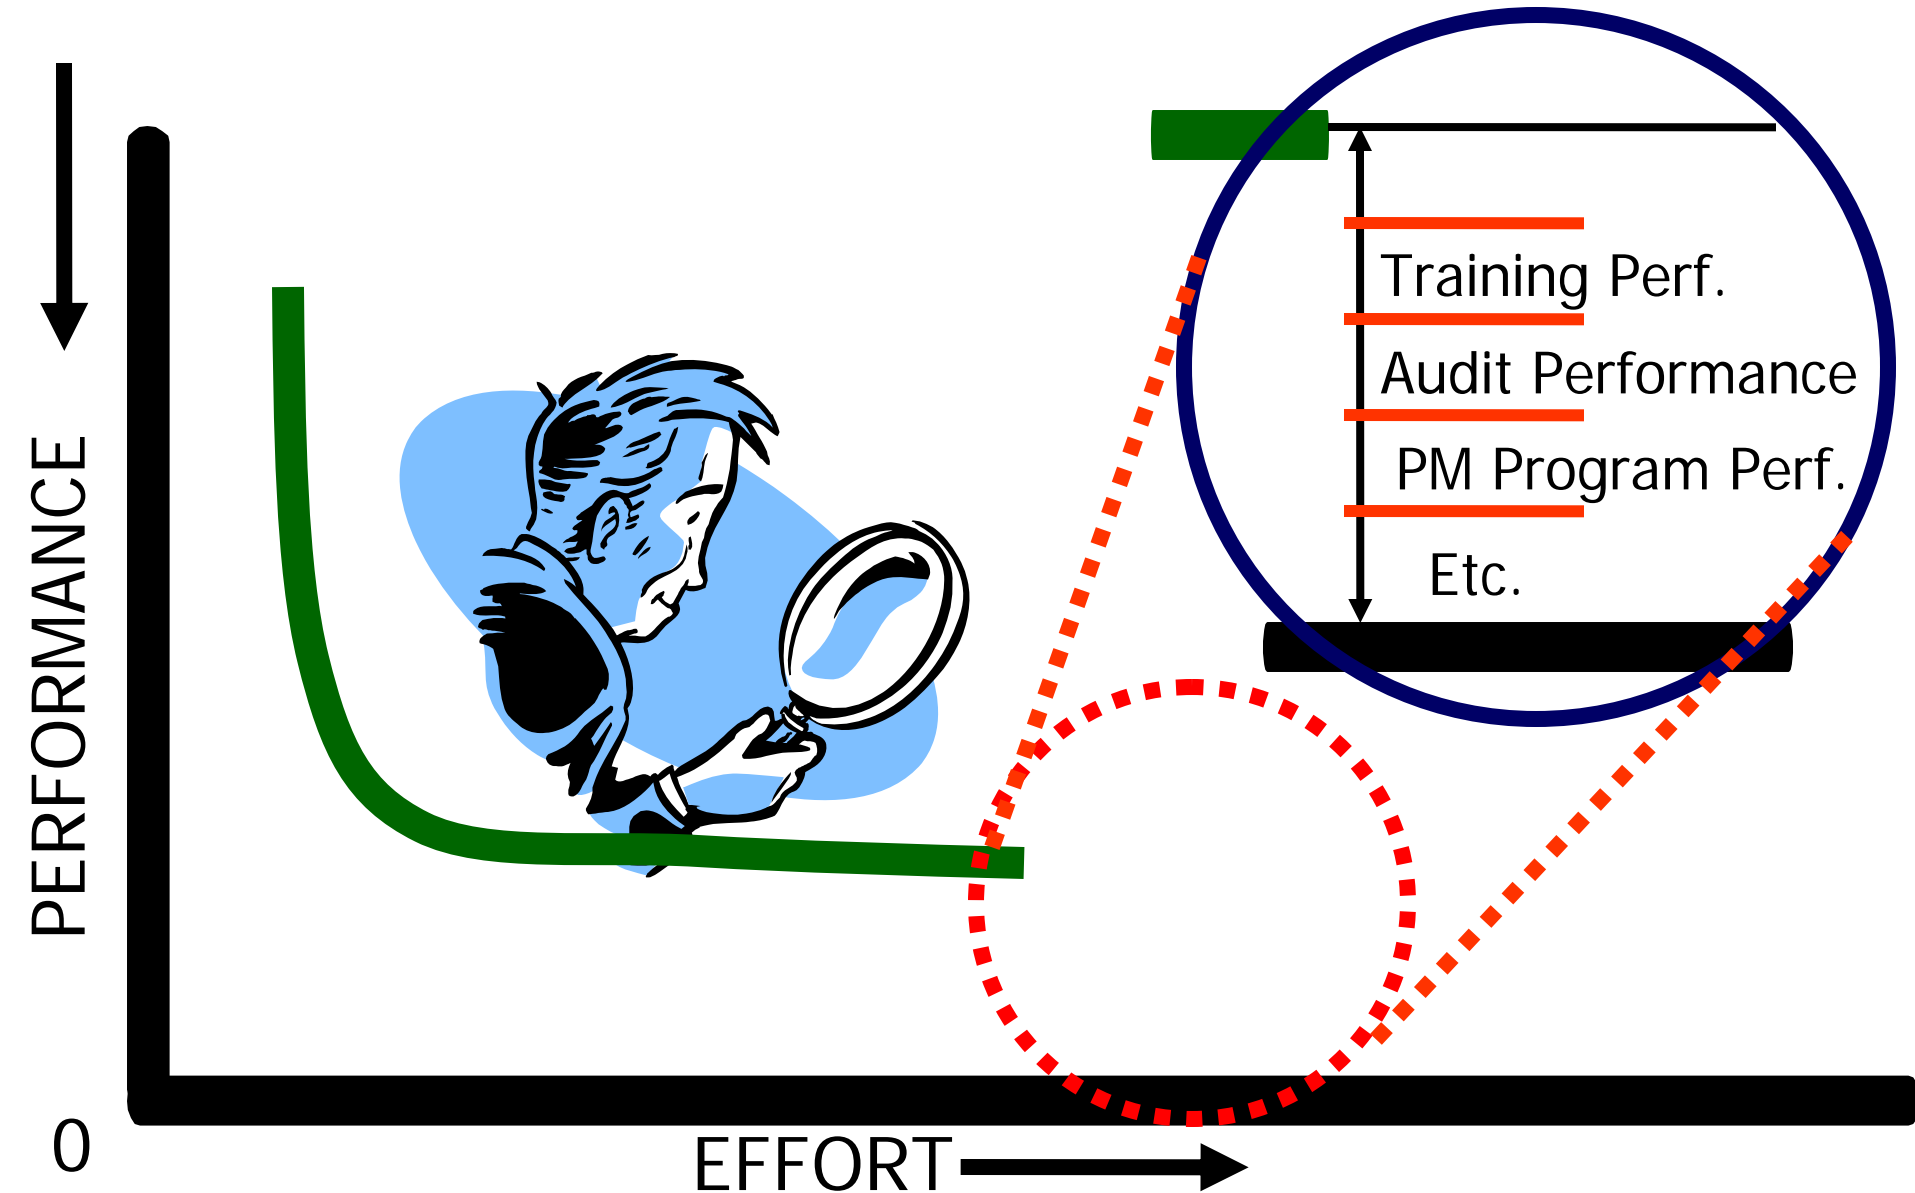 PERFORMANCE
Training Perf.
Audit Performance
PM Program Perf.
Etc.
0
EFFORT